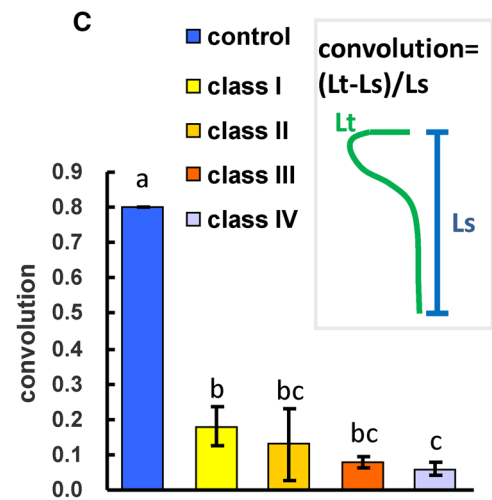 C
control
class I
class II
class III
class IV
convolution=
(Lt-Ls)/Ls
Lt
Ls
convolution
0.9
0.8
0.7
0.6
0.5
0.4
0.3
0.2
0.1
0.0
a
b
bc
bc
c